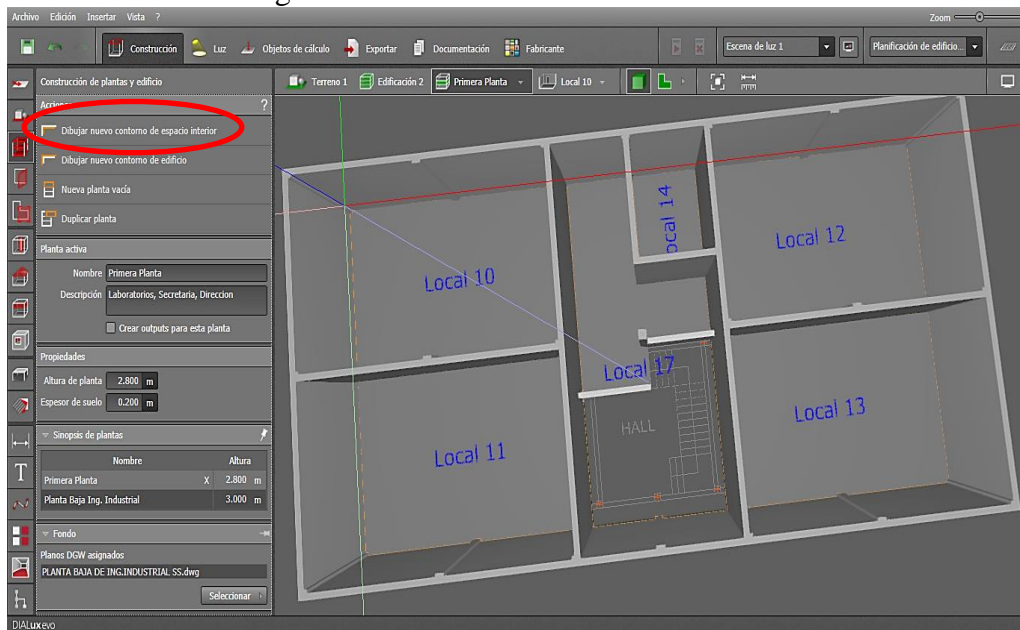 Archivo Edición Insertar Vista ? Zoom
Construcción Luz Objetos de cálculo Exportar Documentación Fabricante Escena de luz 1 Planificación de edificio...
Construcción de plantas y edificio Terreno 1 Edificación 2 Primera Planta Local 10
?
Dibujar nuevo contorno de espacio interior
Dibujar nuevo contorno de edificio
Nueva planta vacía
Duplicar planta
Planta activa
Nombre Primera Planta
Descripción Laboratorios, Secretaria, Direccion
Crear outputs para esta planta
Propiedades
Altura de planta 2.800 m
Espesor de suelo 0.200 m
Sinopsis de plantas
Nombre Altura
Primera Planta X 2.800 m
Planta Baja Ing. Industrial 3.000 m
Fondo
Planos DGW asignados
PLANTA BAJA DE ING.INDUSTRIAL SS.dwg
Seleccionar
DIALux evo
T
Local 14
Local 12
Local 10
Local 17
Local 13
HALL
Local 11